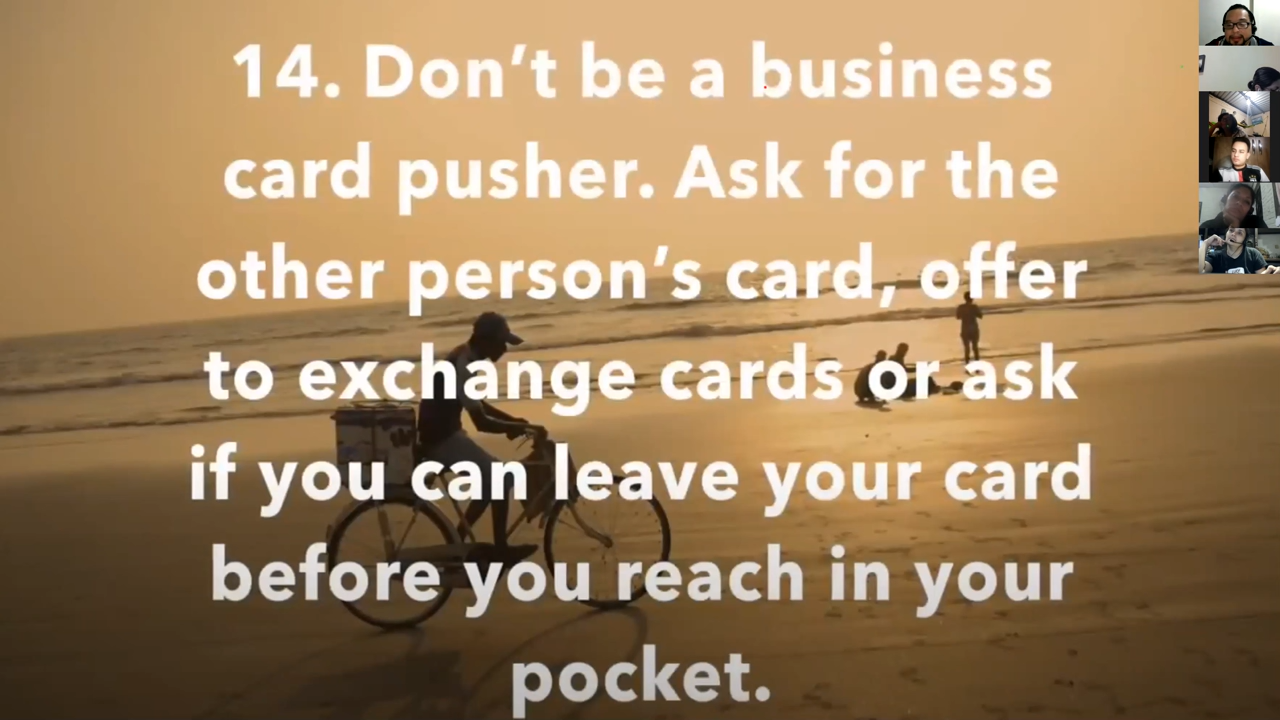 14. Don’t be a business
card pusher. Ask for the
other person’s card, offer
to exchange cards or ask
if you can leave your card
before you reach in your
pocket.